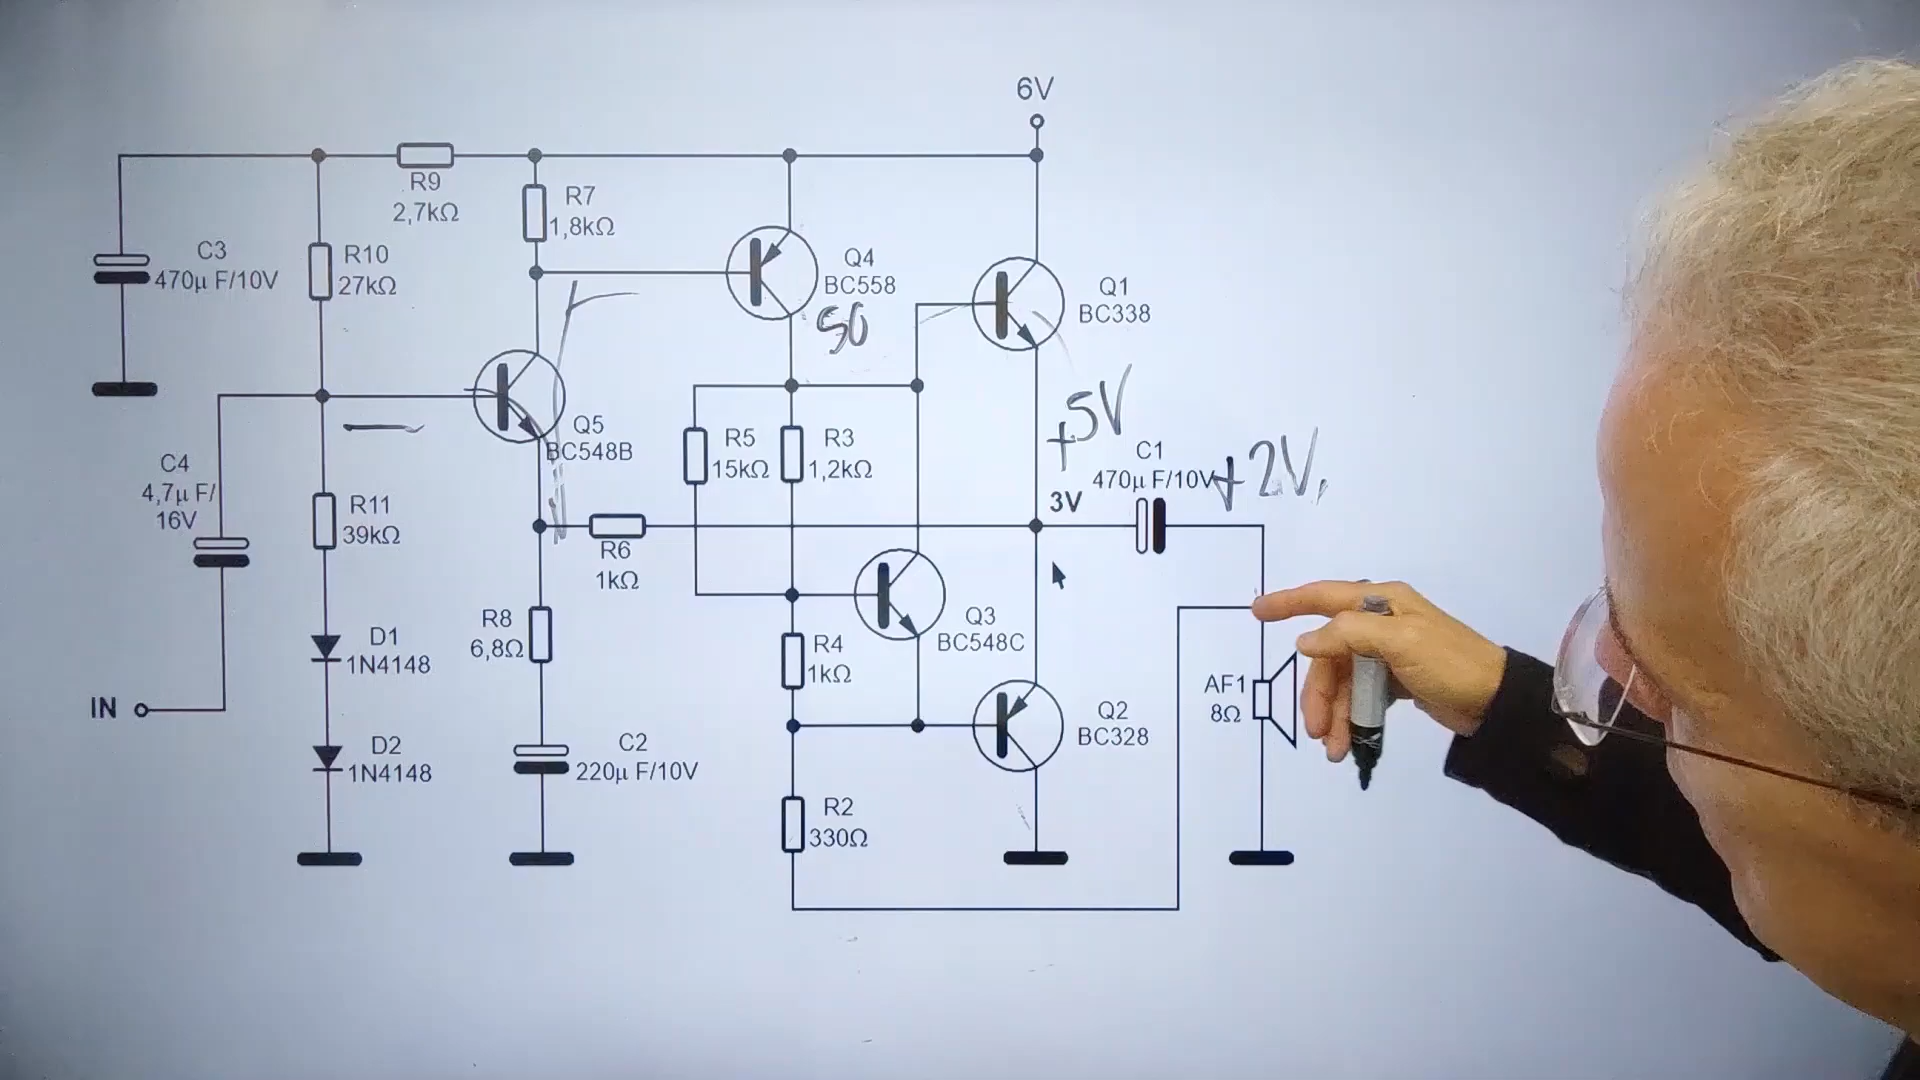 6V
R9
2,7kΩ
R7
1,8kΩ
C3
470µ F/10V
R10
27kΩ
Q4
BC558
50
Q1
BC338
+5V
Q5
BC548B
R5
15kΩ
R3
1,2kΩ
C1
470µ F/10V
+2V,
C4
4,7µ F/
16V
R11
39kΩ
3V
R6
1kΩ
R8
6,8Ω
Q3
BC548C
D1
1N4148
R4
1kΩ
AF1
8Ω
IN
Q2
BC328
D2
1N4148
C2
220µ F/10V
R2
330Ω